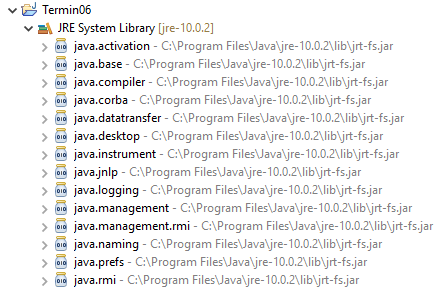 Termin06
JRE System Library [jre-10.0.2]
java.activation - C:\Program Files\Java\jre-10.0.2\lib\jrt-fs.jar
java.base - C:\Program Files\Java\jre-10.0.2\lib\jrt-fs.jar
java.compiler - C:\Program Files\Java\jre-10.0.2\lib\jrt-fs.jar
java.corba - C:\Program Files\Java\jre-10.0.2\lib\jrt-fs.jar
java.datatransfer - C:\Program Files\Java\jre-10.0.2\lib\jrt-fs.jar
java.desktop - C:\Program Files\Java\jre-10.0.2\lib\jrt-fs.jar
java.instrument - C:\Program Files\Java\jre-10.0.2\lib\jrt-fs.jar
java.jnlp - C:\Program Files\Java\jre-10.0.2\lib\jrt-fs.jar
java.logging - C:\Program Files\Java\jre-10.0.2\lib\jrt-fs.jar
java.management - C:\Program Files\Java\jre-10.0.2\lib\jrt-fs.jar
java.management.rmi - C:\Program Files\Java\jre-10.0.2\lib\jrt-fs.jar
java.naming - C:\Program Files\Java\jre-10.0.2\lib\jrt-fs.jar
java.prefs - C:\Program Files\Java\jre-10.0.2\lib\jrt-fs.jar
java.rmi - C:\Program Files\Java\jre-10.0.2\lib\jrt-fs.jar